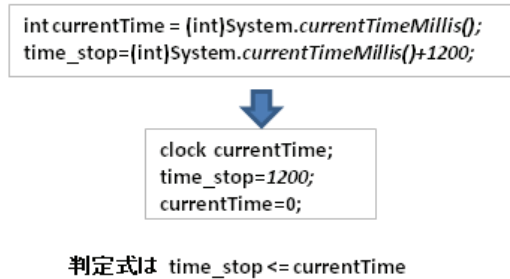 int currentTime = (int)System.currentTimeMillis();
time_stop=(int)System.currentTimeMillis()+1200;
clock currentTime;
time_stop=1200;
currentTime=0;
判定式は time_stop <= currentTime